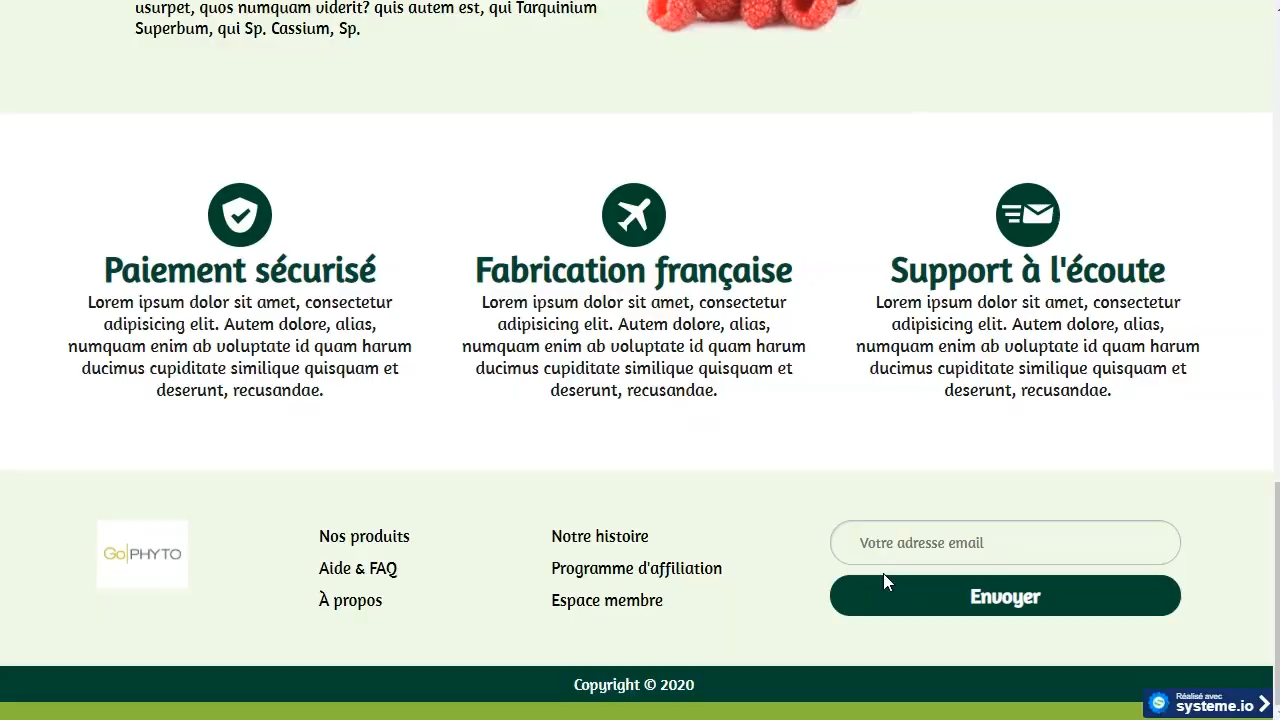 usurpet, quos numquam viderit? quis autem est, qui Tarquinium
Superbum, qui Sp. Cassium, Sp.
Paiement sécurisé
Lorem ipsum dolor sit amet, consectetur
adipisicing elit. Autem dolore, alias,
numquam enim ab voluptate id quam harum
ducimus cupiditate similique quisquam et
deserunt, recusandae.
Fabrication française
Lorem ipsum dolor sit amet, consectetur
adipisicing elit. Autem dolore, alias,
numquam enim ab voluptate id quam harum
ducimus cupiditate similique quisquam et
deserunt, recusandae.
Support à l'écoute
Lorem ipsum dolor sit amet, consectetur
adipisicing elit. Autem dolore, alias,
numquam enim ab voluptate id quam harum
ducimus cupiditate similique quisquam et
deserunt, recusandae.
Go|PHYTO
Nos produits
Aide & FAQ
À propos
Notre histoire
Programme d'affiliation
Espace membre
Votre adresse email
Envoyer
Copyright © 2020
Réalisé avec
systeme.io